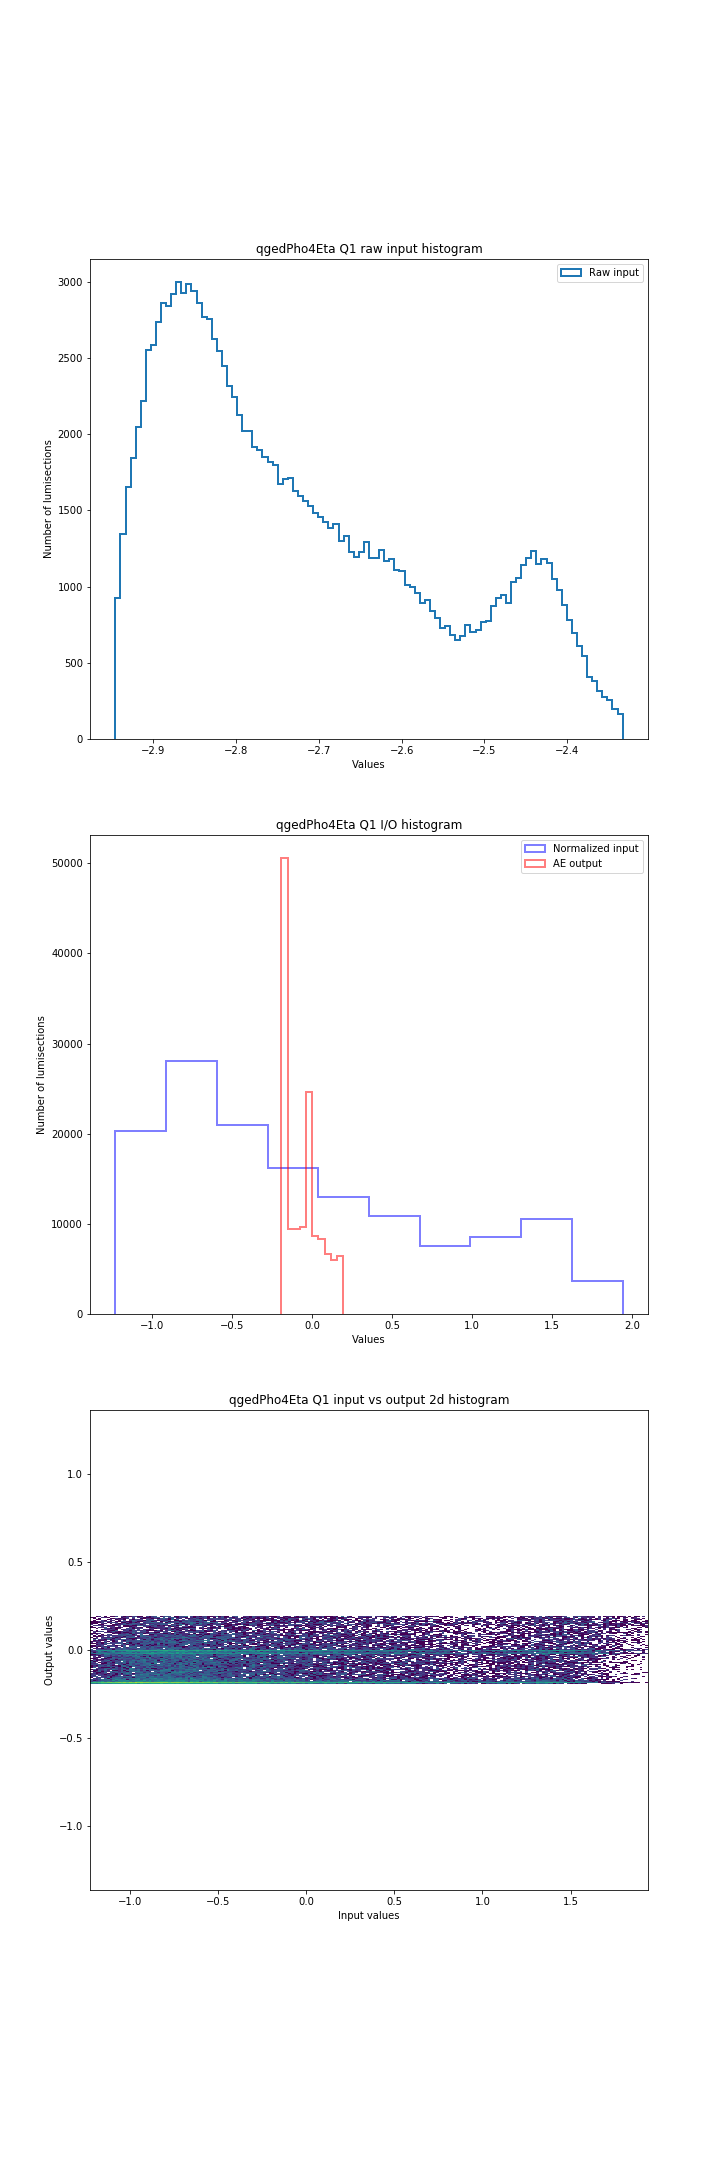 qgedPho4Eta Q1 raw input histogram
Raw input
3000
2500
2000
1500
1000
500
0
Number of lumisections
−2.9 −2.8 −2.7 −2.6 −2.5 −2.4
Values
qgedPho4Eta Q1 I/O histogram
Normalized input
AE output
50000
40000
30000
20000
10000
0
Number of lumisections
−1.0 −0.5 0.0 0.5 1.0 1.5 2.0
Values
qgedPho4Eta Q1 input vs output 2d histogram
1.0
0.5
0.0
−0.5
−1.0
Output values
−1.0 −0.5 0.0 0.5 1.0 1.5
Input values